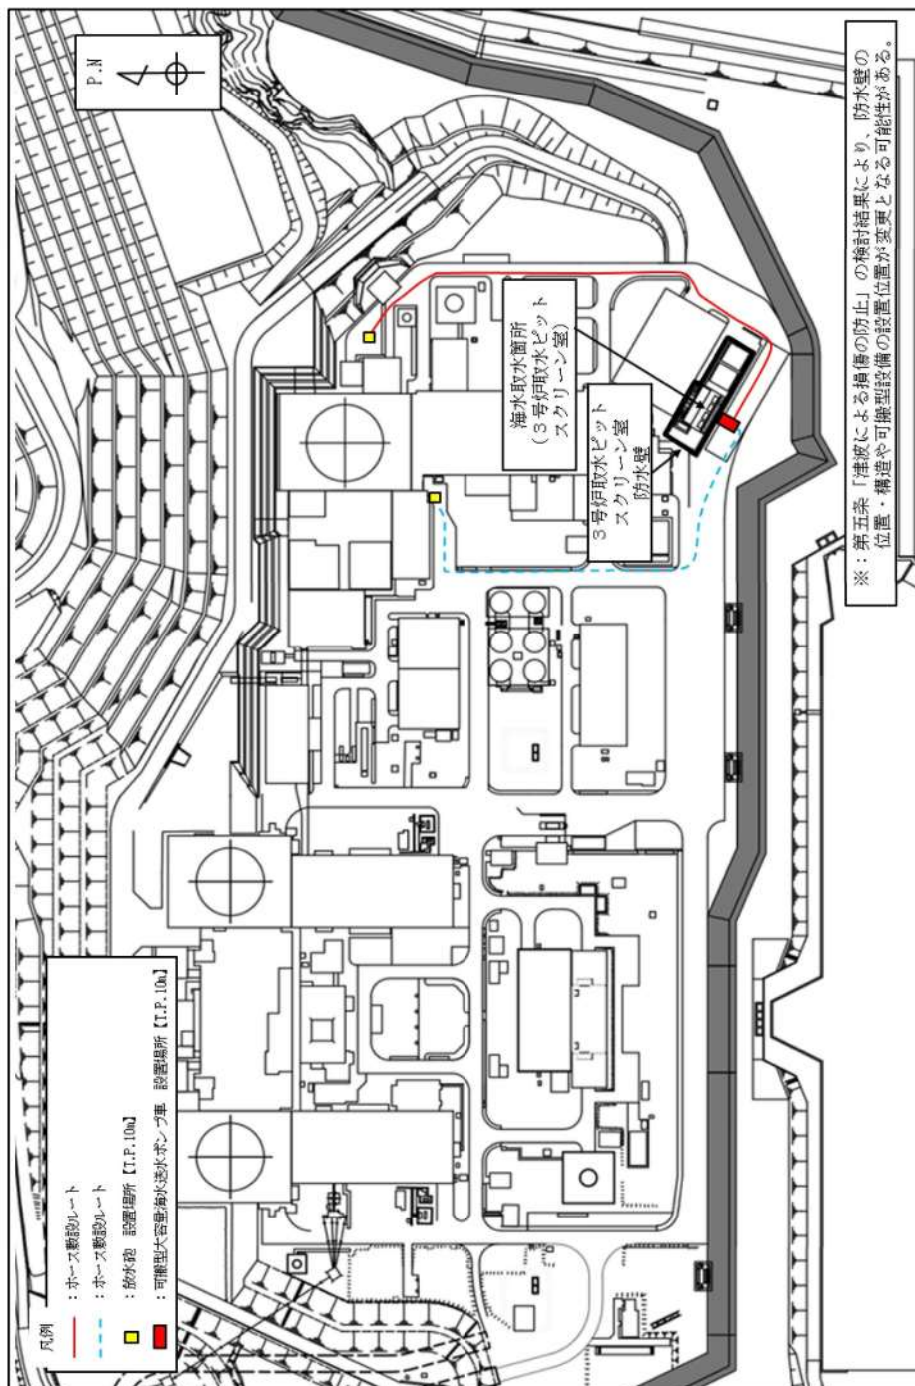 P.N
凡例
：ホース敷設ルート
：ホース敷設ルート
：放水砲　設置場所【T.P.10m】
：可搬型大容量海水送水ポンプ車　設置場所【T.P.10m】
海水取水箇所
（３号炉取水ピット
スクリーン室）
３号炉取水ピット
スクリーン室
防水壁
※：第五条「津波による損傷の防止」の検討結果により、防水壁の
位置・構造や可搬型設備の設置位置が変更となる可能性がある。